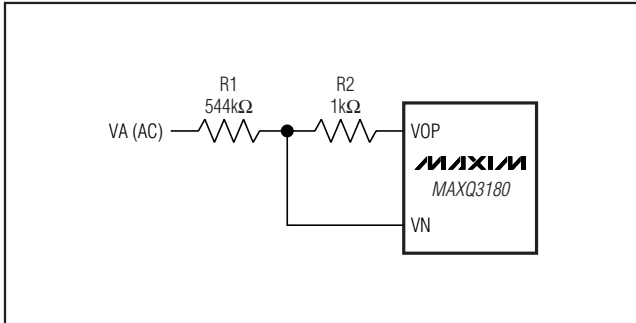 R1
544kΩ
R2
1kΩ
VA (AC)
VOP
MAXIM
MAXQ3180
VN